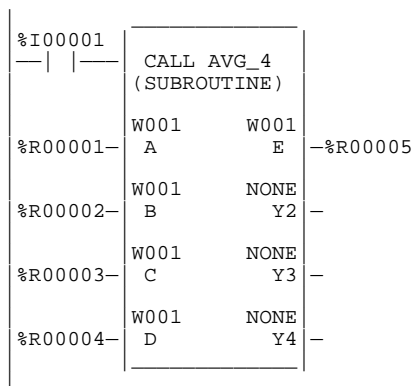 %I00001
CALL AVG_4
(SUBROUTINE)
W001 W001
%R00001 A E %R00005
W001 NONE
%R00002 B Y2
W001 NONE
%R00003 C Y3
W001 NONE
%R00004 D Y4